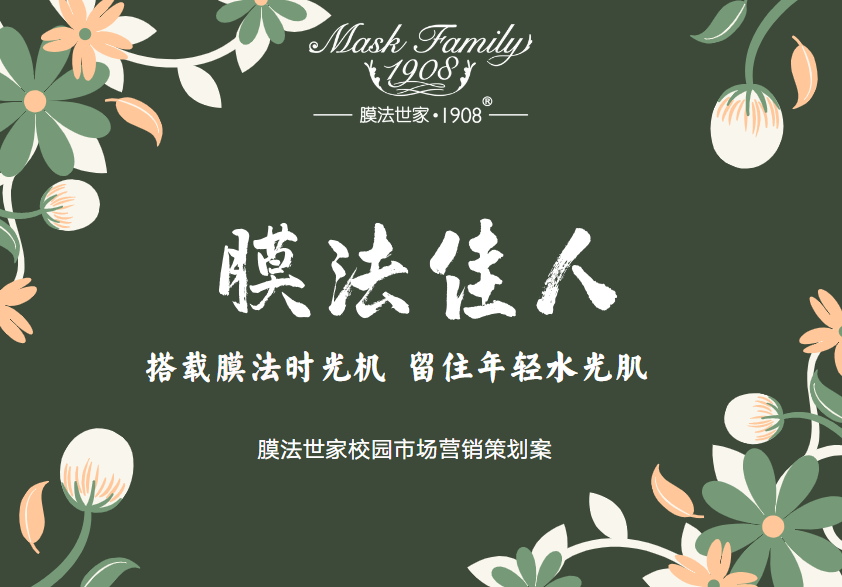 Mask Family
1908
膜法世家·1908®
膜法佳人
搭载膜法时光机 留住年轻水光肌
膜法世家校园市场营销策划案